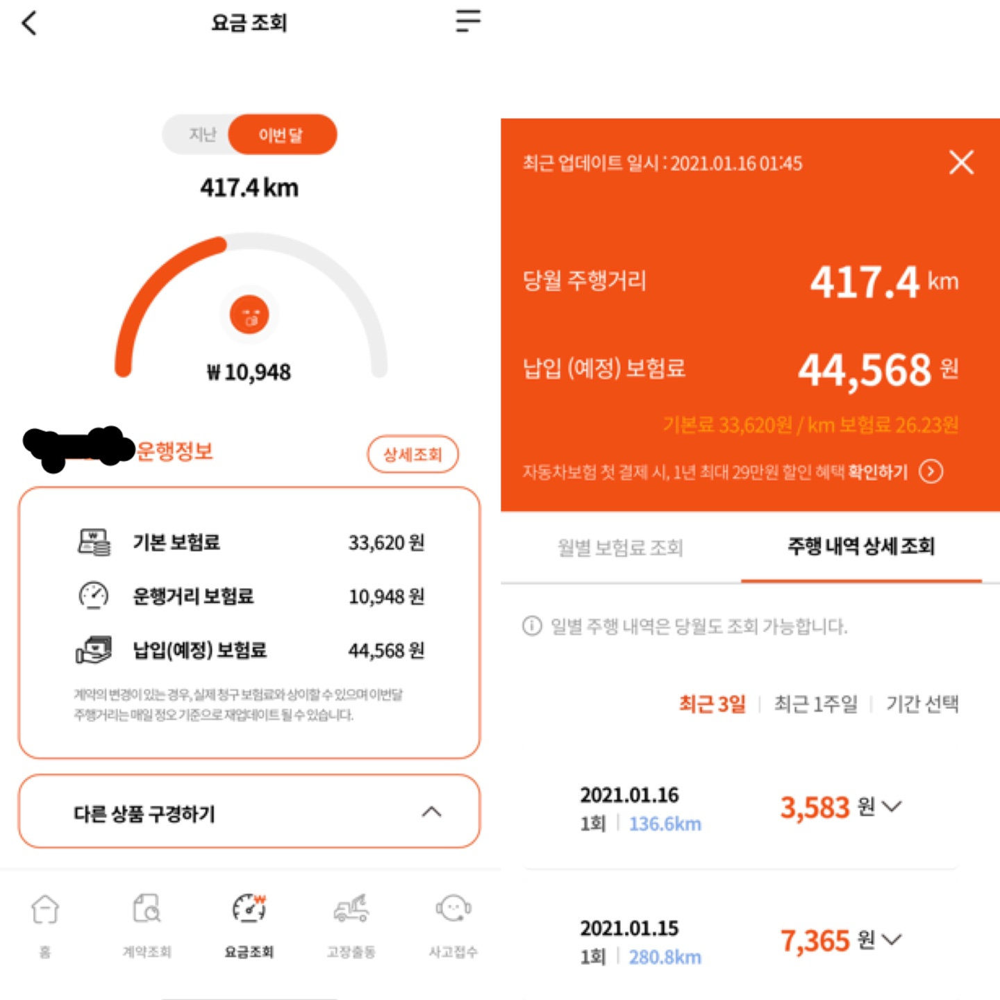 요금 조회
지난
이번 달
417.4 km
₩ 10,948
운행정보
상세조회
기본 보험료
33,620 원
운행거리 보험료
10,948 원
납입(예정) 보험료
44,568 원
계약의 변경이 있는 경우, 실제 청구 보험료와 상이할 수 있으며 이번달
주행거리는 매일 정오 기준으로 재업데이트 될 수 있습니다.
다른 상품 구경하기
홈
계약조회
요금조회
고장출동
사고접수
최근 업데이트 일시 : 2021.01.16 01:45
당월 주행거리
417.4 km
납입 (예정) 보험료
44,568 원
기본료 33,620원 / km 보험료 26.23원
자동차보험 첫 결제 시, 1년 최대 29만원 할인 혜택 확인하기
월별 보험료 조회
주행 내역 상세 조회
일별 주행 내역은 당월도 조회 가능합니다.
최근 3일
최근 1주일
기간 선택
2021.01.16
1회
136.6km
3,583 원
2021.01.15
1회
280.8km
7,365 원